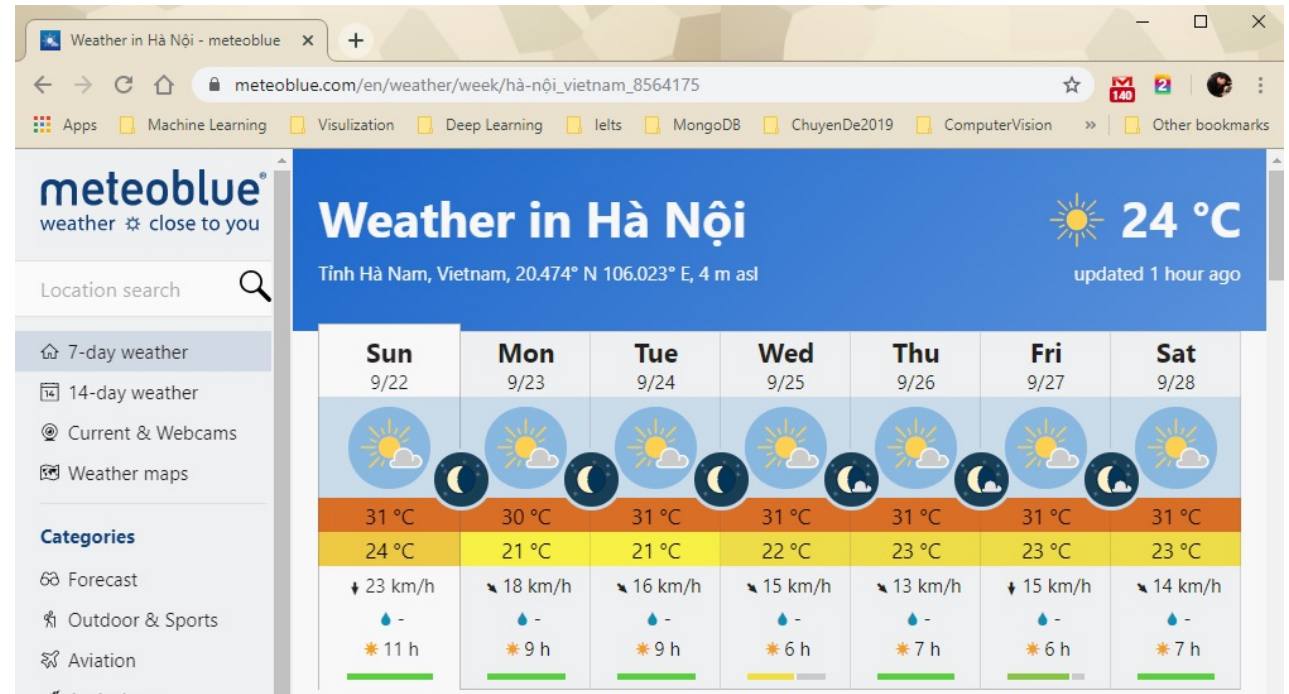 Weather in Hà Nội - meteoblue
meteoblue.com/en/weather/week/hà-nội_vietnam_8564175
140
2
Apps Machine Learning Visulization Deep Learning Ielts MongoDB ChuyenDe2019 ComputerVision » Other bookmarks
meteoblue®
weather close to you
Location search
7-day weather
14
14-day weather
Current & Webcams
Weather maps
Categories
Forecast
Outdoor & Sports
Aviation
Weather in Hà Nội
24 °C
Tỉnh Hà Nam, Vietnam, 20.474° N 106.023° E, 4 m asl
updated 1 hour ago
Sun Mon Tue Wed Thu Fri Sat
9/22 9/23 9/24 9/25 9/26 9/27 9/28
31 °C 30 °C 31 °C 31 °C 31 °C 31 °C 31 °C
24 °C 21 °C 21 °C 22 °C 23 °C 23 °C 23 °C
23 km/h 18 km/h 16 km/h 15 km/h 13 km/h 15 km/h 14 km/h
- - - - - - -
11 h 9 h 9 h 6 h 7 h 6 h 7 h